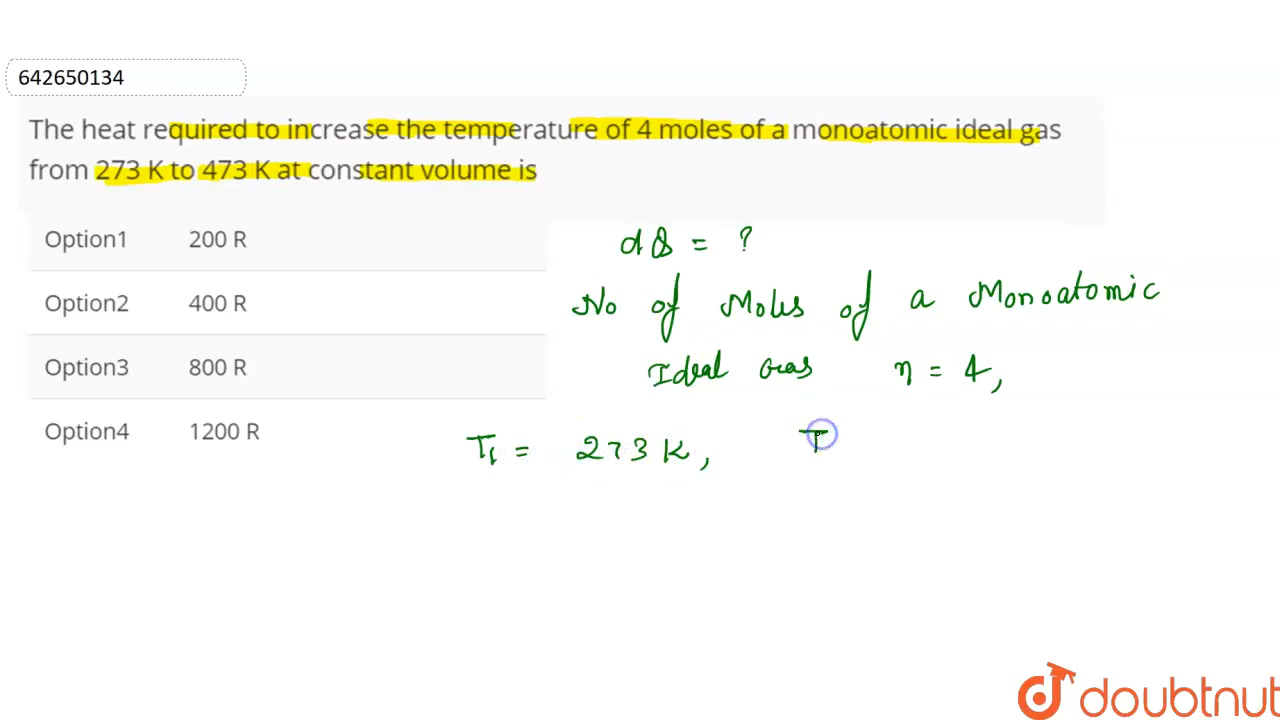 642650134
The heat required to increase the temperature of 4 moles of a monoatomic ideal gas
from 273 K to 473 K at constant volume is
Option1 200 R
Option2 400 R
Option3 800 R
Option4 1200 R
dQ = ?
No of Moles of a Monoatomic
Ideal Gas n = 4,
T1 = 273 K, T
doubtnut